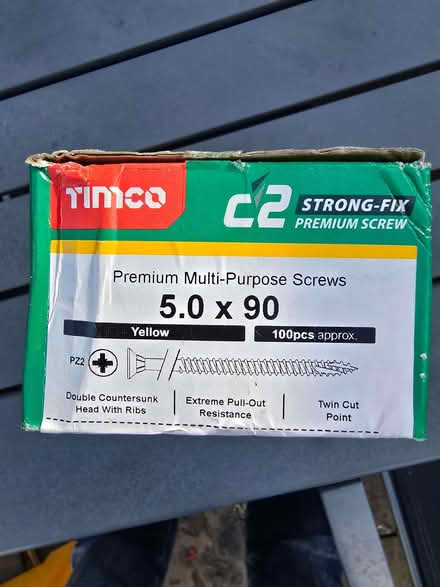 TIMCO
C2 STRONG-FIX
PREMIUM SCREW
Premium Multi-Purpose Screws
5.0 x 90
Yellow 100pcs approx.
PZ2
Double Countersunk
Head With Ribs
Extreme Pull-Out
Resistance
Twin Cut
Point